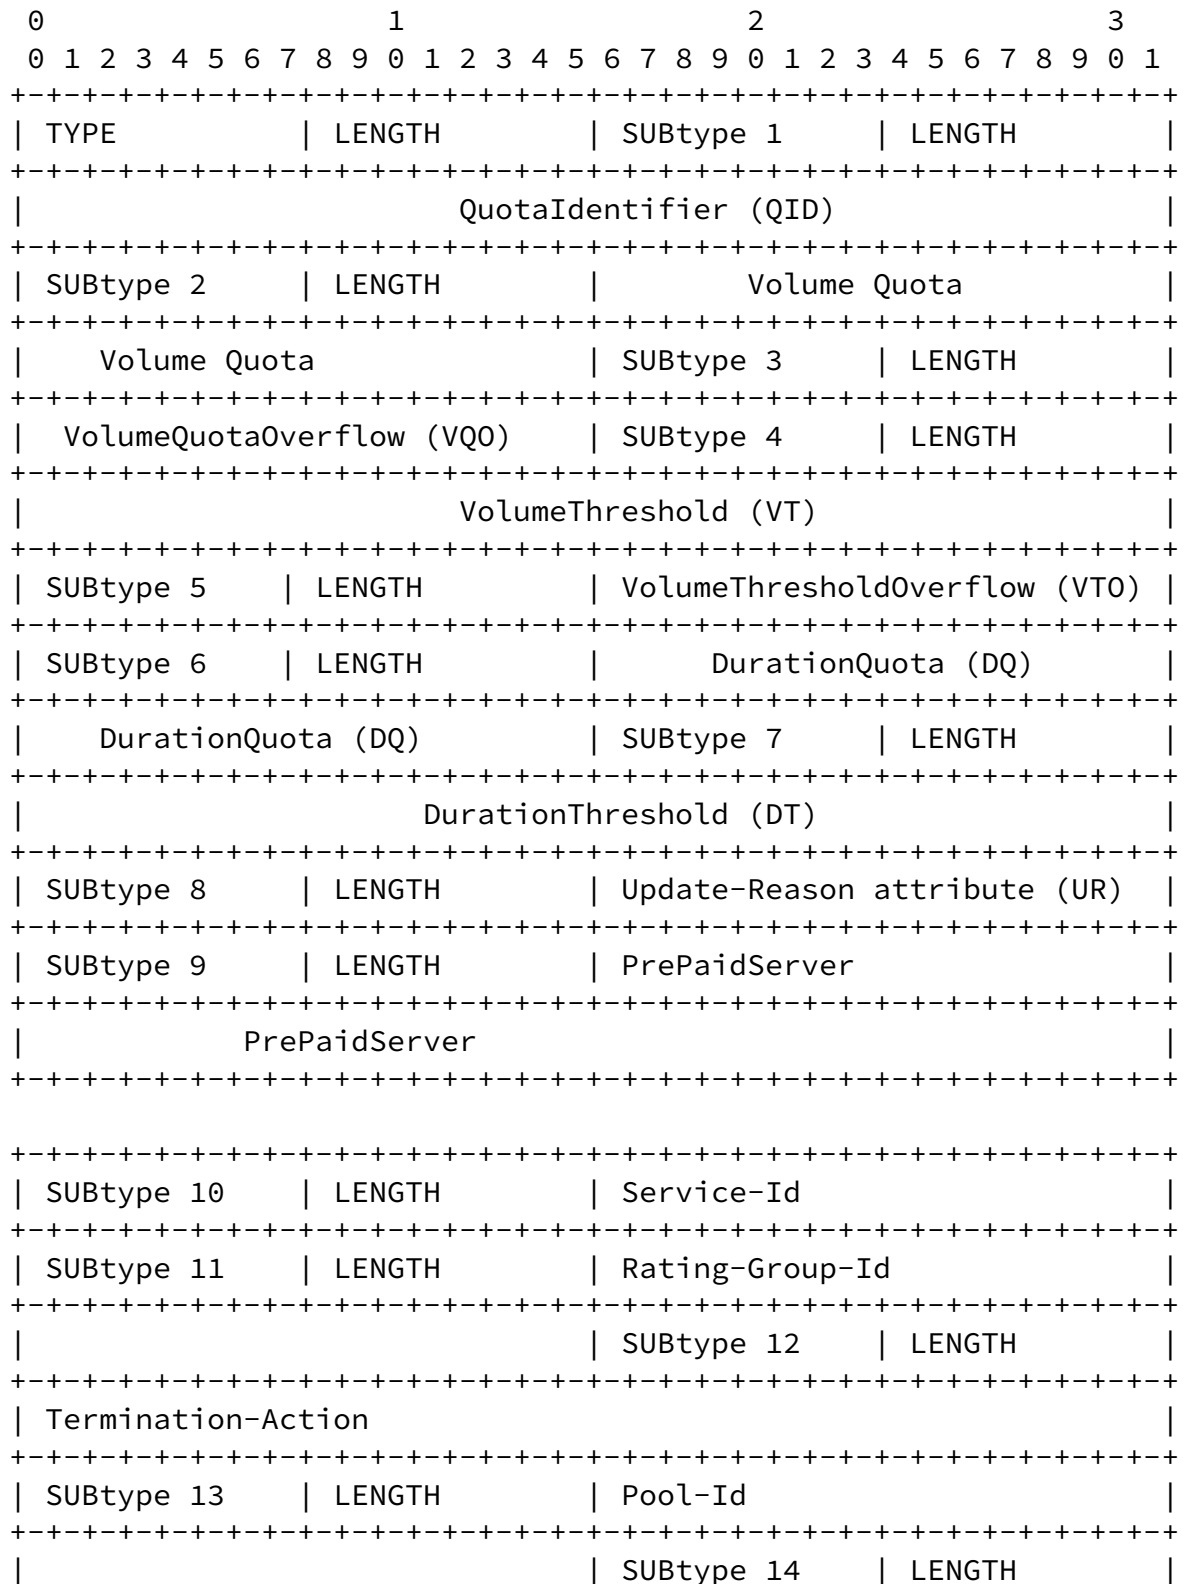 0                   1                   2                   3
 0 1 2 3 4 5 6 7 8 9 0 1 2 3 4 5 6 7 8 9 0 1 2 3 4 5 6 7 8 9 0 1
+-+-+-+-+-+-+-+-+-+-+-+-+-+-+-+-+-+-+-+-+-+-+-+-+-+-+-+-+-+-+-+-+
| TYPE          | LENGTH        | SUBtype 1     | LENGTH        |
+-+-+-+-+-+-+-+-+-+-+-+-+-+-+-+-+-+-+-+-+-+-+-+-+-+-+-+-+-+-+-+-+
|                        QuotaIdentifier (QID)                  |
+-+-+-+-+-+-+-+-+-+-+-+-+-+-+-+-+-+-+-+-+-+-+-+-+-+-+-+-+-+-+-+-+
| SUBtype 2     | LENGTH        |        Volume Quota           |
+-+-+-+-+-+-+-+-+-+-+-+-+-+-+-+-+-+-+-+-+-+-+-+-+-+-+-+-+-+-+-+-+
|    Volume Quota               | SUBtype 3     | LENGTH        |
+-+-+-+-+-+-+-+-+-+-+-+-+-+-+-+-+-+-+-+-+-+-+-+-+-+-+-+-+-+-+-+-+
|  VolumeQuotaOverflow (VQO)    | SUBtype 4     | LENGTH        |
+-+-+-+-+-+-+-+-+-+-+-+-+-+-+-+-+-+-+-+-+-+-+-+-+-+-+-+-+-+-+-+-+
|                        VolumeThreshold (VT)                   |
+-+-+-+-+-+-+-+-+-+-+-+-+-+-+-+-+-+-+-+-+-+-+-+-+-+-+-+-+-+-+-+-+
| SUBtype 5    | LENGTH         | VolumeThresholdOverflow (VTO) |
+-+-+-+-+-+-+-+-+-+-+-+-+-+-+-+-+-+-+-+-+-+-+-+-+-+-+-+-+-+-+-+-+
| SUBtype 6    | LENGTH         |      DurationQuota (DQ)       |
+-+-+-+-+-+-+-+-+-+-+-+-+-+-+-+-+-+-+-+-+-+-+-+-+-+-+-+-+-+-+-+-+
|    DurationQuota (DQ)         | SUBtype 7     | LENGTH        |
+-+-+-+-+-+-+-+-+-+-+-+-+-+-+-+-+-+-+-+-+-+-+-+-+-+-+-+-+-+-+-+-+
|                      DurationThreshold (DT)                   |
+-+-+-+-+-+-+-+-+-+-+-+-+-+-+-+-+-+-+-+-+-+-+-+-+-+-+-+-+-+-+-+-+
| SUBtype 8     | LENGTH        | Update-Reason attribute (UR)  |
+-+-+-+-+-+-+-+-+-+-+-+-+-+-+-+-+-+-+-+-+-+-+-+-+-+-+-+-+-+-+-+-+
| SUBtype 9     | LENGTH        | PrePaidServer                 |
+-+-+-+-+-+-+-+-+-+-+-+-+-+-+-+-+-+-+-+-+-+-+-+-+-+-+-+-+-+-+-+-+
|            PrePaidServer                                      |
+-+-+-+-+-+-+-+-+-+-+-+-+-+-+-+-+-+-+-+-+-+-+-+-+-+-+-+-+-+-+-+-+

+-+-+-+-+-+-+-+-+-+-+-+-+-+-+-+-+-+-+-+-+-+-+-+-+-+-+-+-+-+-+-+-+
| SUBtype 10    | LENGTH        | Service-Id                    |
+-+-+-+-+-+-+-+-+-+-+-+-+-+-+-+-+-+-+-+-+-+-+-+-+-+-+-+-+-+-+-+-+
| SUBtype 11    | LENGTH        | Rating-Group-Id               |
+-+-+-+-+-+-+-+-+-+-+-+-+-+-+-+-+-+-+-+-+-+-+-+-+-+-+-+-+-+-+-+-+
|                               | SUBtype 12    | LENGTH        |
+-+-+-+-+-+-+-+-+-+-+-+-+-+-+-+-+-+-+-+-+-+-+-+-+-+-+-+-+-+-+-+-+
| Termination-Action                                            |
+-+-+-+-+-+-+-+-+-+-+-+-+-+-+-+-+-+-+-+-+-+-+-+-+-+-+-+-+-+-+-+-+
| SUBtype 13    | LENGTH        | Pool-Id                       |
+-+-+-+-+-+-+-+-+-+-+-+-+-+-+-+-+-+-+-+-+-+-+-+-+-+-+-+-+-+-+-+-+
|                               | SUBtype 14    | LENGTH        |